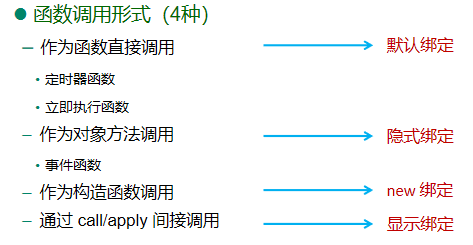 ● 函数调用形式（4种）
– 作为函数直接调用 默认绑定
• 定时器函数
• 立即执行函数
– 作为对象方法调用 隐式绑定
• 事件函数
– 作为构造函数调用 new 绑定
– 通过 call/apply 间接调用 显示绑定